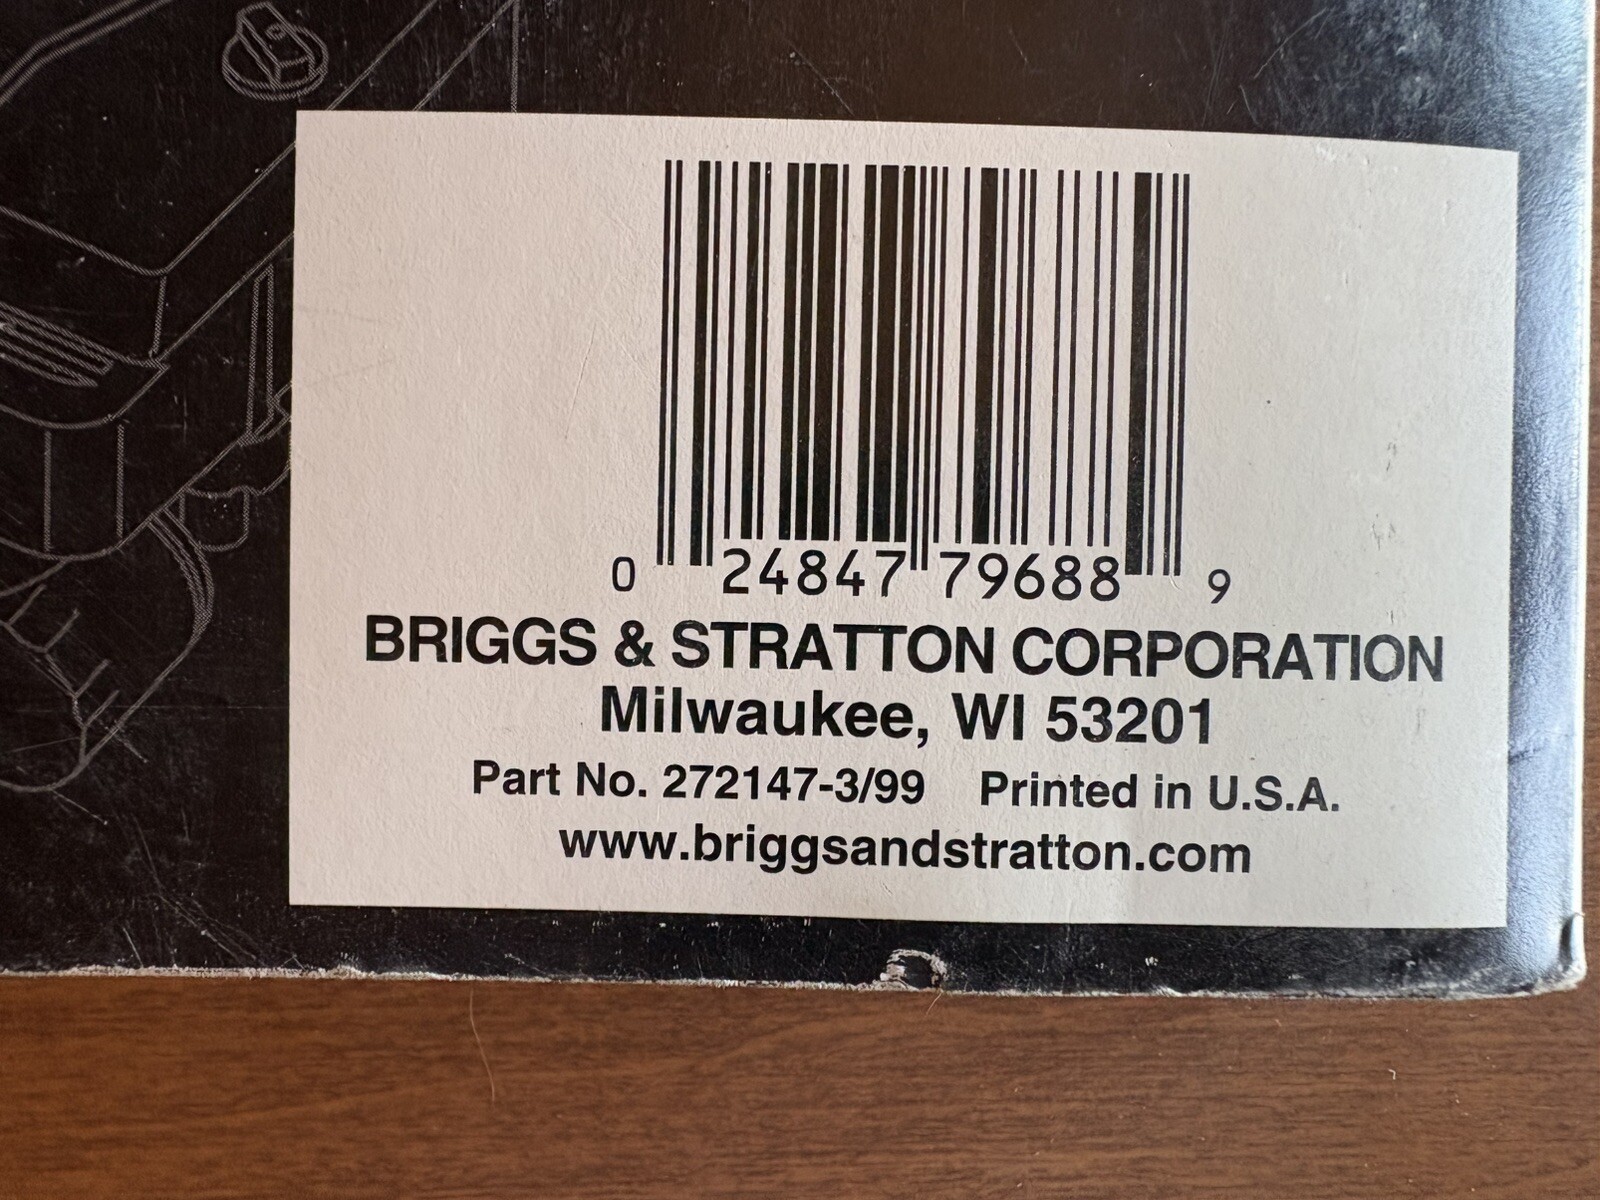 0 24847 79688 9
BRIGGS & STRATTON CORPORATION
Milwaukee, WI 53201
Part No. 272147-3/99 Printed in U.S.A.
www.briggsandstratton.com